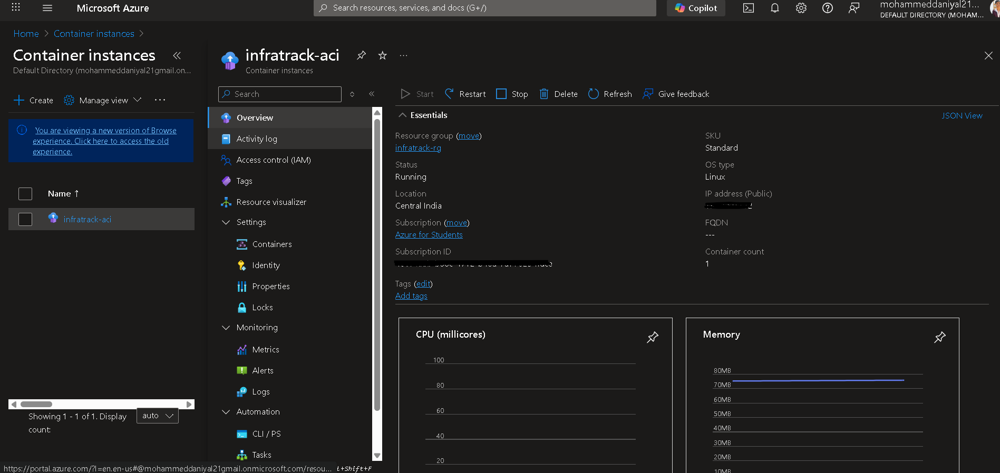 Microsoft Azure
Search resources, services, and docs (G+/)
Copilot
mohammeddaniyal21...
DEFAULT DIRECTORY (MOHAM...
Home > Container instances >
Container instances
Default Directory (mohammeddaniyal21gmail.on...
Create
Manage view
You are viewing a new version of Browse
experience. Click here to access the old
experience.
Name ↑
infratrack-aci
Showing 1 - 1 of 1. Display
count:
auto
infratrack-aci
Container instances
Search
Overview
Activity log
Access control (IAM)
Tags
Resource visualizer
Settings
Containers
Identity
Properties
Locks
Monitoring
Metrics
Alerts
Logs
Automation
CLI / PS
Tasks
Start
Restart
Stop
Delete
Refresh
Give feedback
Essentials
JSON View
Resource group (move)
infratrack-rg
Status
Running
Location
Central India
Subscription (move)
Azure for Students
Subscription ID
SKU
Standard
OS type
Linux
IP address (Public)
FQDN
---
Container count
1
Tags (edit)
Add tags
CPU (millicores)
100
80
60
40
20
Memory
80MB
70MB
60MB
50MB
40MB
30MB
20MB
10MB
https://portal.azure.com/?l=en.en-us#@mohammeddaniyal21gmail.onmicrosoft.com/resou...
t+Shift+F